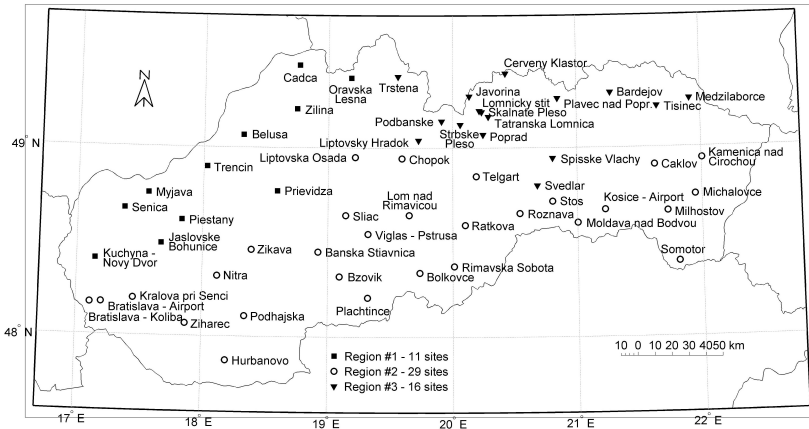 N
Cerveny Klastor
Cadca
Oravska
Lesna
Trstena
Javorina
Bardejov
Lomnicky stit
Plavec nad Popr.
Medzilaborce
Zilina
Skalnate Pleso
Tisinec
Podbanske
Tatranska Lomnica
Belusa
Strbske
Pleso
Poprad
49° N
Liptovsky Hradok
Liptovska Osada
Chopok
Spisske Vlachy
Kamenica nad
Cirochou
Caklov
Trencin
Telgart
Myjava
Prievidza
Lom nad
Rimavicou
Svedlar
Kosice - Airport
Michalovce
Senica
Stos
Piestany
Sliac
Roznava
Milhostov
Moldava nad Bodvou
Jaslovske
Bohunice
Viglas - Pstrusa
Ratkova
Kuchyna -
Novy Dvor
Zikava
Banska Stiavnica
Somotor
Nitra
Bzovik
Bolkovce
Rimavska Sobota
Kralova pri Senci
Bratislava - Airport
Bratislava - Koliba
Plachtince
Podhajska
Ziharec
48° N
Hurbanovo
10 0 10 20 30 40 50 km
Region #1 - 11 sites
Region #2 - 29 sites
Region #3 - 16 sites
17° E
18° E
19° E
20° E
21° E
22° E